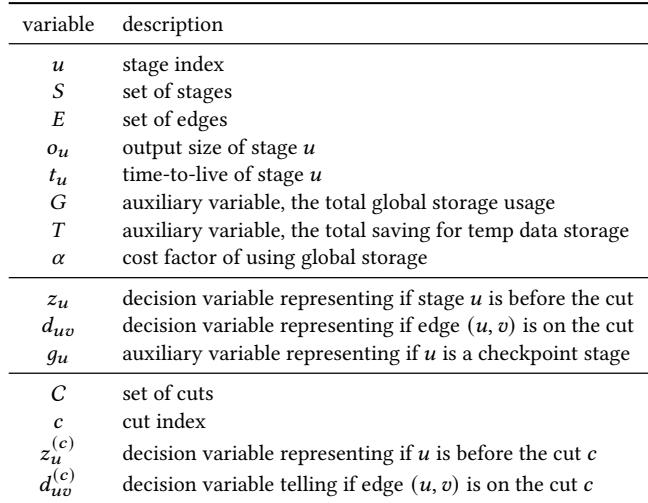 variable description
u stage index
S set of stages
E set of edges
o_u output size of stage u
t_u time-to-live of stage u
G auxiliary variable, the total global storage usage
T auxiliary variable, the total saving for temp data storage
α cost factor of using global storage
z_u decision variable representing if stage u is before the cut
d_{uv} decision variable representing if edge (u, v) is on the cut
g_u auxiliary variable representing if u is a checkpoint stage
C set of cuts
c cut index
z_u^{(c)} decision variable representing if u is before the cut c
d_{uv}^{(c)} decision variable telling if edge (u, v) is on the cut c